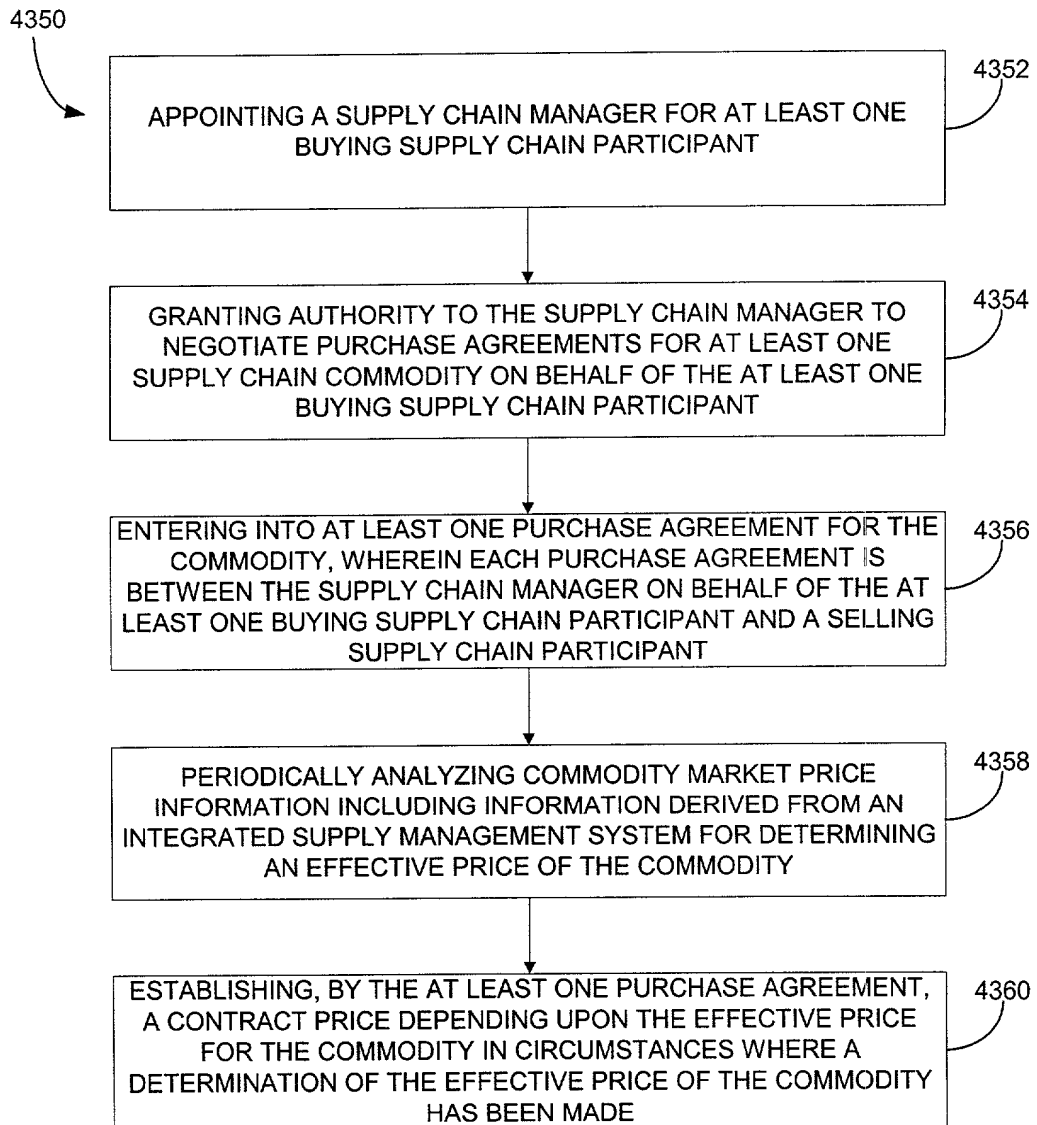 4350
4352
APPOINTING A SUPPLY CHAIN MANAGER FOR AT LEAST ONE
BUYING SUPPLY CHAIN PARTICIPANT
4354
GRANTING AUTHORITY TO THE SUPPLY CHAIN MANAGER TO
NEGOTIATE PURCHASE AGREEMENTS FOR AT LEAST ONE
SUPPLY CHAIN COMMODITY ON BEHALF OF THE AT LEAST ONE
BUYING SUPPLY CHAIN PARTICIPANT
4356
ENTERING INTO AT LEAST ONE PURCHASE AGREEMENT FOR THE
COMMODITY, WHEREIN EACH PURCHASE AGREEMENT IS
BETWEEN THE SUPPLY CHAIN MANAGER ON BEHALF OF THE AT
LEAST ONE BUYING SUPPLY CHAIN PARTICIPANT AND A SELLING
SUPPLY CHAIN PARTICIPANT
4358
PERIODICALLY ANALYZING COMMODITY MARKET PRICE
INFORMATION INCLUDING INFORMATION DERIVED FROM AN
INTEGRATED SUPPLY MANAGEMENT SYSTEM FOR DETERMINING
AN EFFECTIVE PRICE OF THE COMMODITY
4360
ESTABLISHING, BY THE AT LEAST ONE PURCHASE AGREEMENT,
A CONTRACT PRICE DEPENDING UPON THE EFFECTIVE PRICE
FOR THE COMMODITY IN CIRCUMSTANCES WHERE A
DETERMINATION OF THE EFFECTIVE PRICE OF THE COMMODITY
HAS BEEN MADE